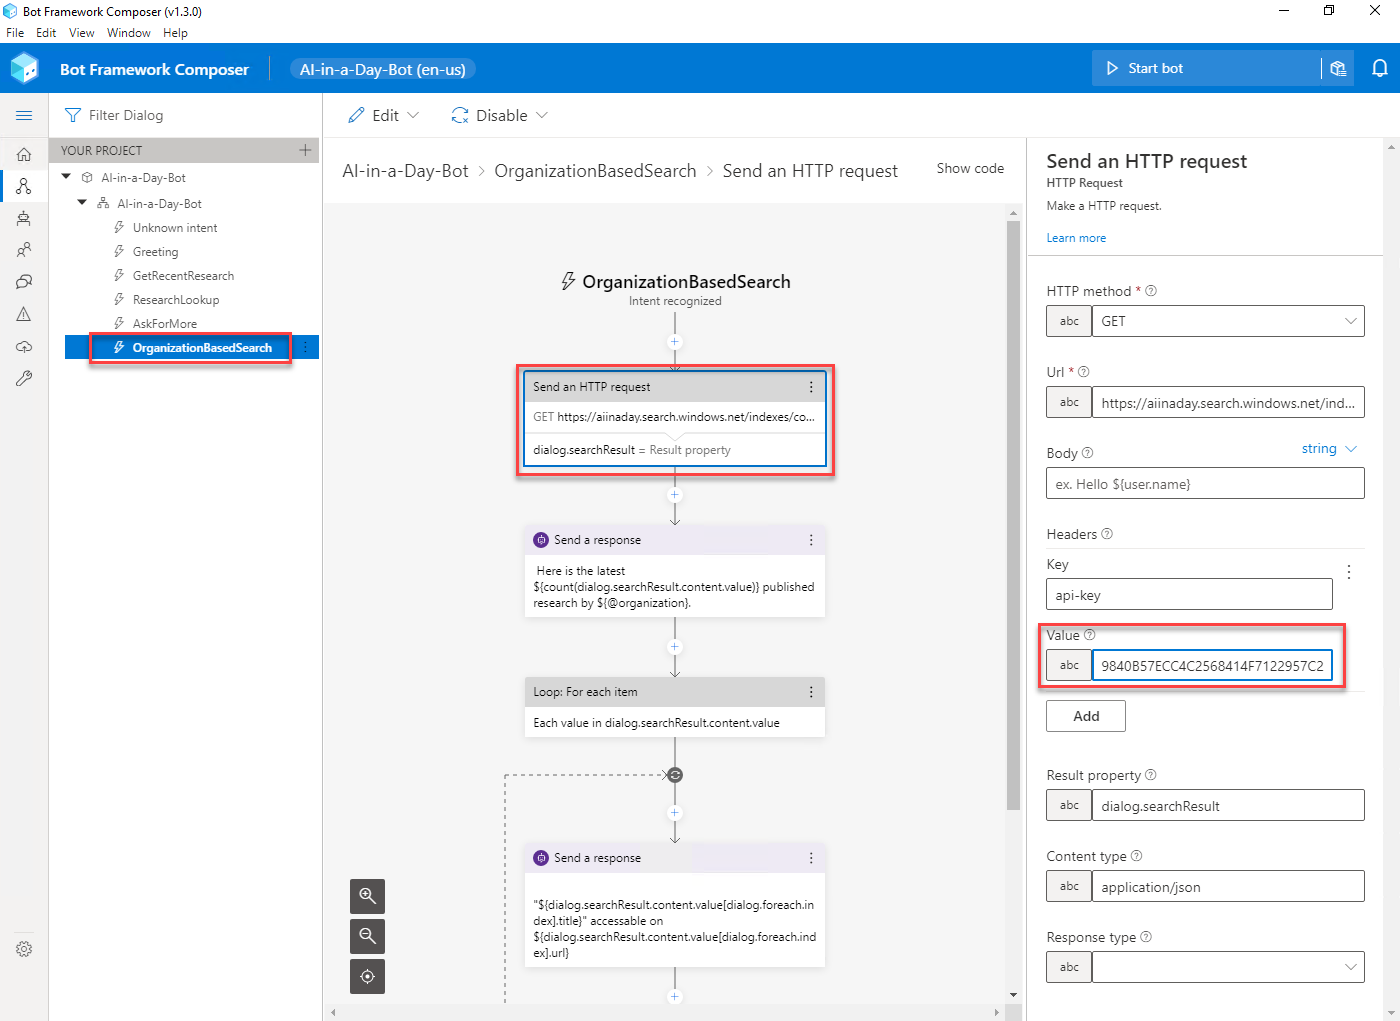 Bot Framework Composer (v1.3.0)
File Edit View Window Help
Bot Framework Composer
AI-in-a-Day-Bot (en-us)
Start bot
Filter Dialog
YOUR PROJECT
AI-in-a-Day-Bot
AI-in-a-Day-Bot
Unknown intent
Greeting
GetRecentResearch
ResearchLookup
AskForMore
OrganizationBasedSearch
Edit
Disable
AI-in-a-Day-Bot > OrganizationBasedSearch > Send an HTTP request
Show code
OrganizationBasedSearch
Intent recognized
Send an HTTP request
GET https://aiinaday.search.windows.net/indexes/co...
dialog.searchResult = Result property
Send a response
Here is the latest
${count(dialog.searchResult.content.value)} published
research by ${@organization}.
Loop: For each item
Each value in dialog.searchResult.content.value
Send a response
"${dialog.searchResult.content.value[dialog.foreach.in
dex].title}" accessable on
${dialog.searchResult.content.value[dialog.foreach.ind
ex].url}
Send an HTTP request
HTTP Request
Make a HTTP request.
Learn more
HTTP method *
abc GET
Url *
abc https://aiinaday.search.windows.net/ind...
Body
string
ex. Hello ${user.name}
Headers
Key
api-key
Value
abc 9840B57ECC4C2568414F7122957C2
Add
Result property
abc dialog.searchResult
Content type
abc application/json
Response type
abc